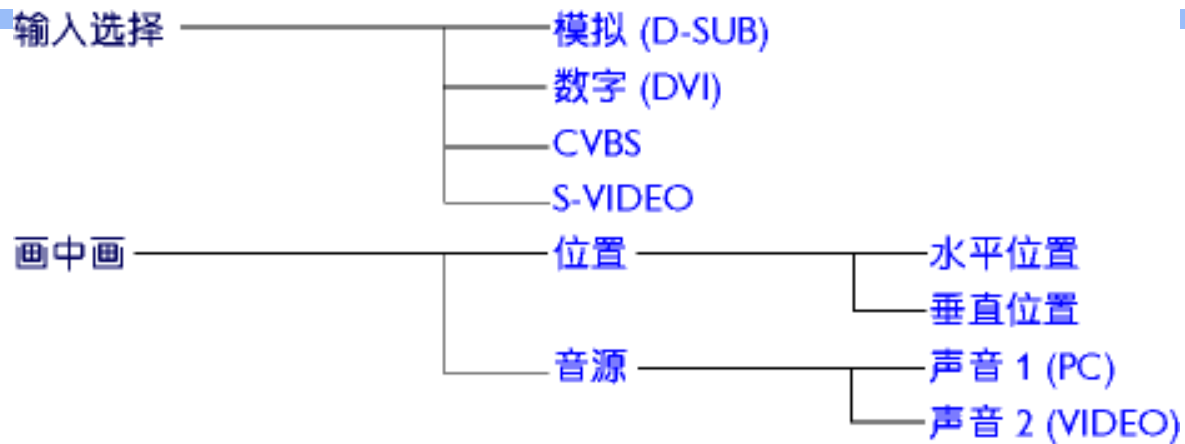 输入选择 模拟 (D-SUB)
数字 (DVI)
CVBS
S-VIDEO
画中画 位置 水平位置
垂直位置
音源 声音 1 (PC)
声音 2 (VIDEO)